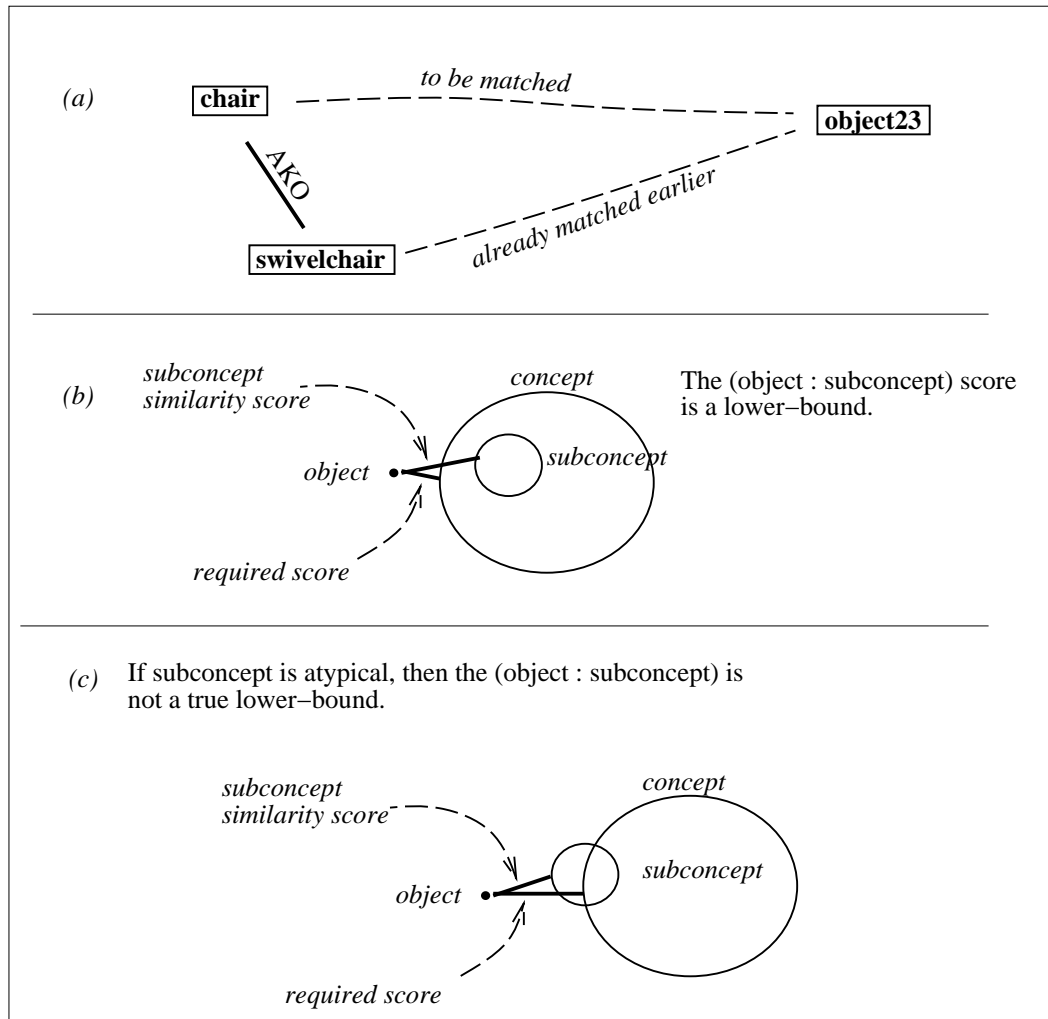 (a)
chair
to be matched
object23
AKO
swivelchair
already matched earlier
(b)
subconcept
similarity score
concept
The (object : subconcept) score
is a lower−bound.
object
subconcept
required score
(c)
If subconcept is atypical, then the (object : subconcept) is
not a true lower−bound.
subconcept
similarity score
concept
subconcept
object
required score